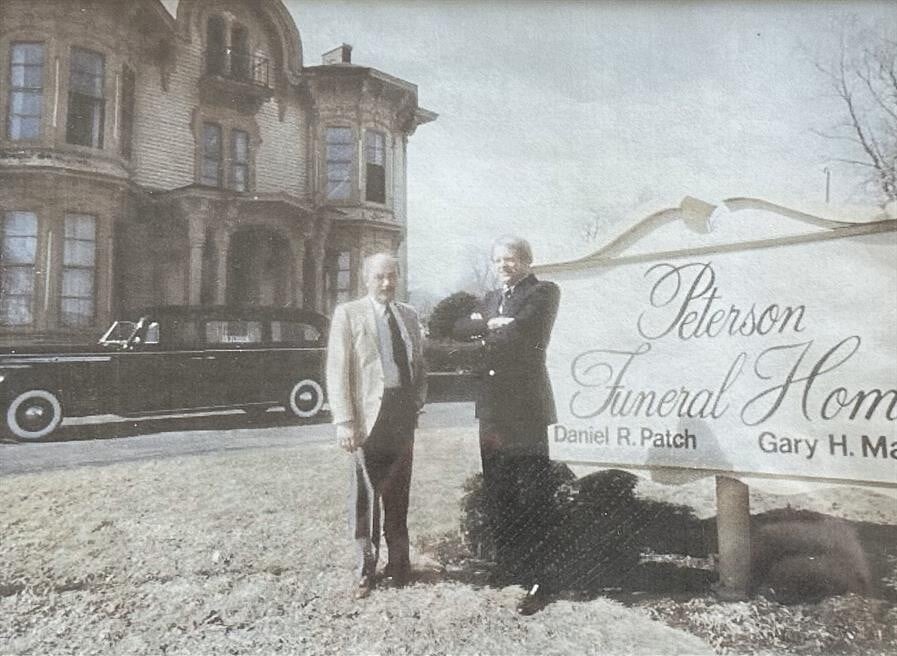 Peterson
Funeral Hom
Daniel R. Patch Gary H. Ma